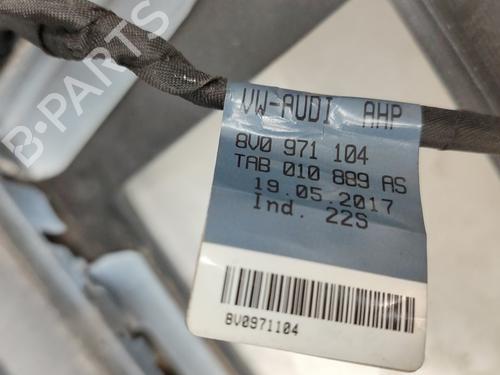 VW-AUDI AHP
8V0 971 104
TAB 010 889 AS
19.05.2017
Ind. 22S
8V0971104
B-PARTS